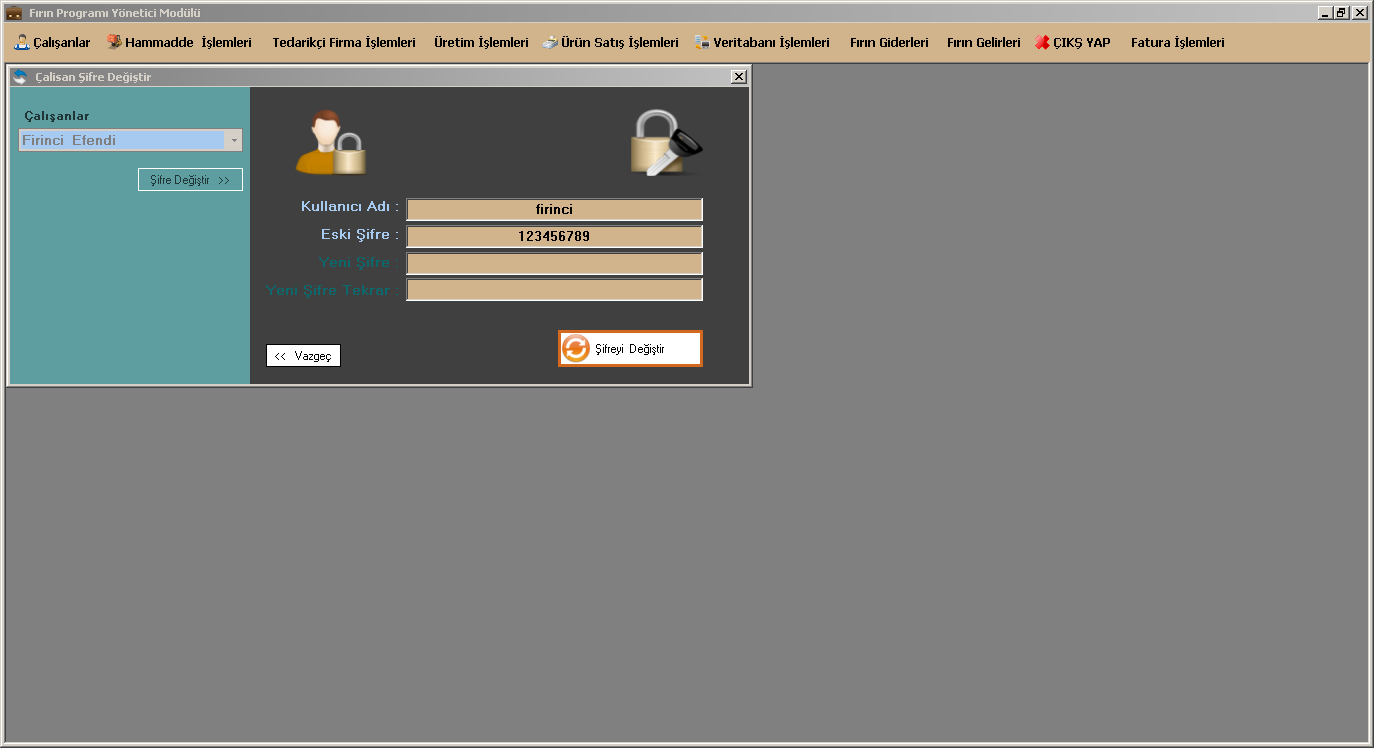 Fırın Programı Yönetici Modülü
Çalışanlar Hammadde İşlemleri Tedarikçi Firma İşlemleri Üretim İşlemleri Ürün Satış İşlemleri Veritabanı İşlemleri Fırın Giderleri Fırın Gelirleri ÇIKŞ YAP Fatura İşlemleri
Çalisan Şifre Değiştir
Çalışanlar
Firinci Efendi
Şifre Değiştir >>
Kullanıcı Adı : firinci
Eski Şifre : 123456789
Yeni Şifre :
Yeni Şifre Tekrar :
<< Vazgeç
Şifreyi Değiştir